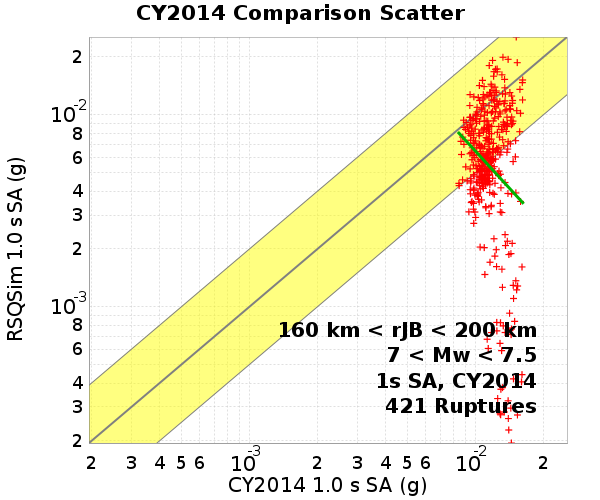 CY2014 Comparison Scatter
RSQSim 1.0 s SA (g)
2
10-2
8
6
4
3
2
10-3
8
6
4
3
2
160 km < rJB < 200 km
7 < Mw < 7.5
1s SA, CY2014
421 Ruptures
2 3 4 5 6 10-3 2 3 4 5 6 10-2 2
CY2014 1.0 s SA (g)